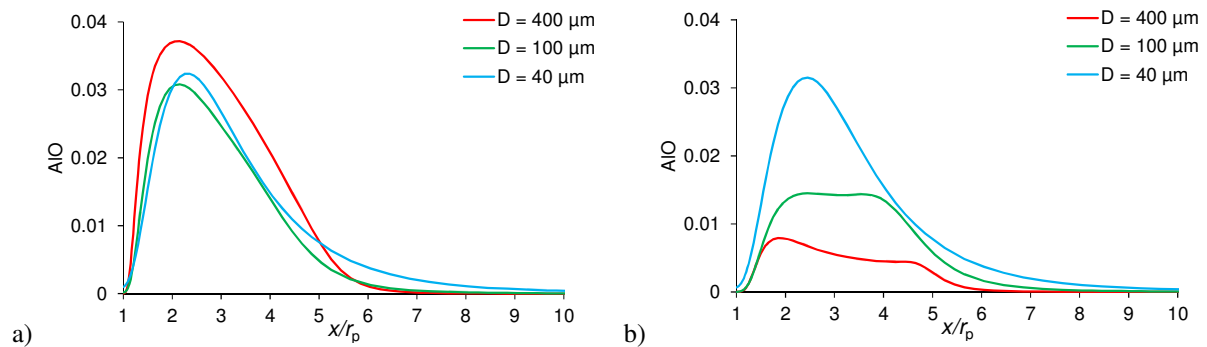 0.04
0.03
0.02
0.01
0
AlO
1 2 3 4 5 6 7 8 9 10
x/rp
D = 400 µm
D = 100 µm
D = 40 µm
a)
0.04
0.03
0.02
0.01
0
AlO
1 2 3 4 5 6 7 8 9 10
x/rp
D = 400 µm
D = 100 µm
D = 40 µm
b)